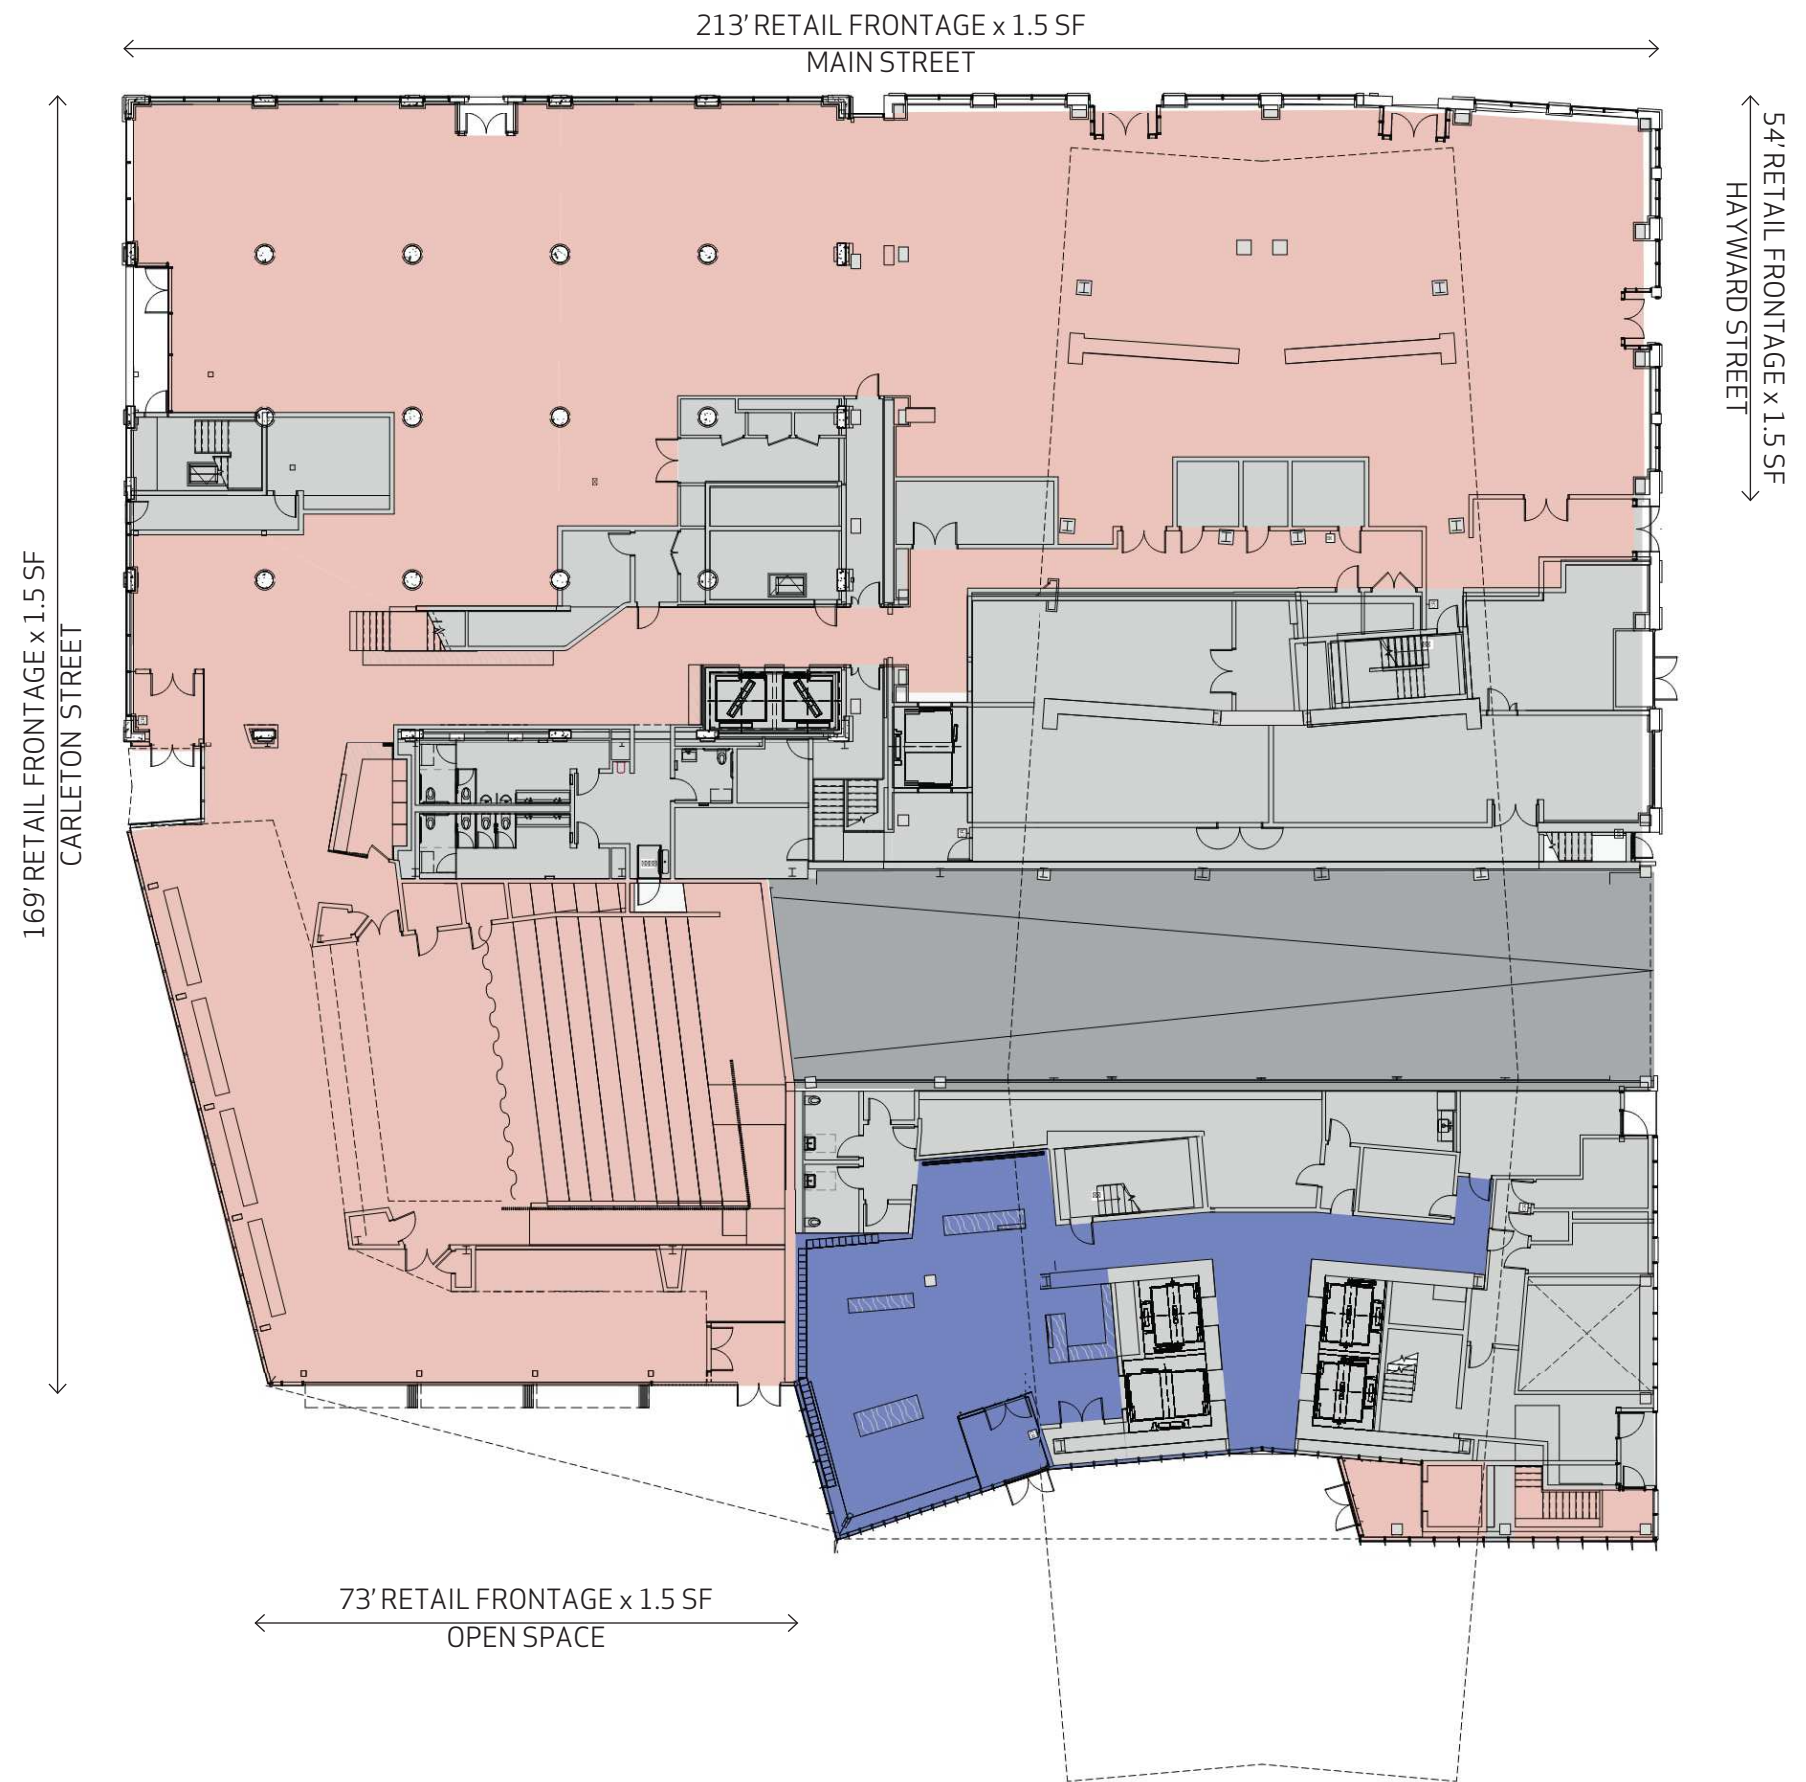 213' RETAIL FRONTAGE x 1.5 SF
MAIN STREET
54' RETAIL FRONTAGE x 1.5 SF
HAYWARD STREET
169' RETAIL FRONTAGE x 1.5 SF
CARLETON STREET
73' RETAIL FRONTAGE x 1.5 SF
OPEN SPACE